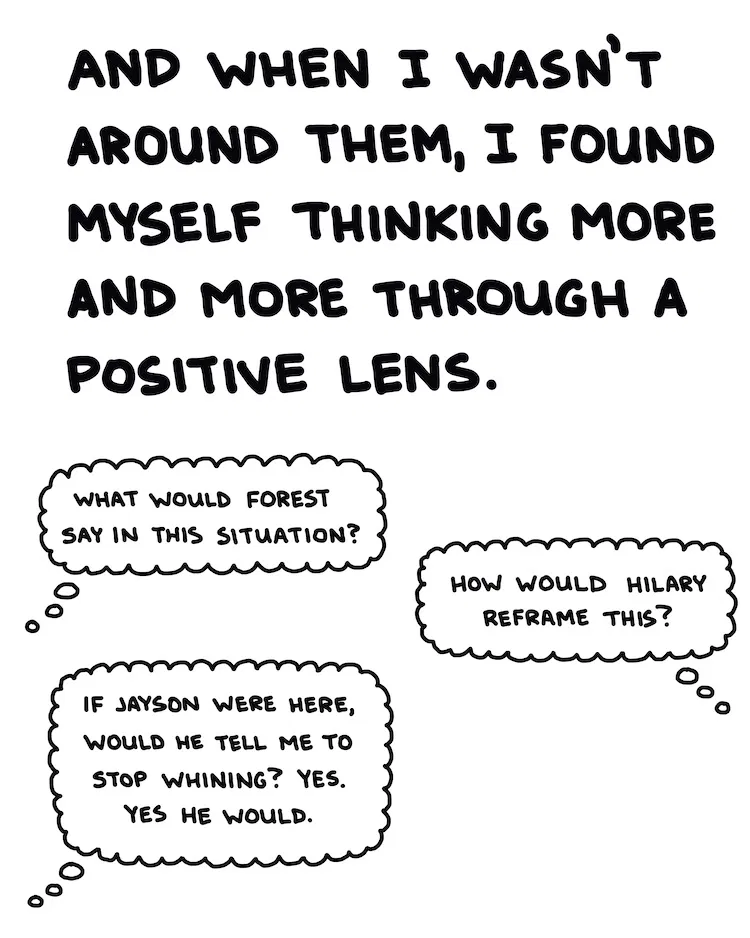 AND WHEN I WASN'T
AROUND THEM, I FOUND
MYSELF THINKING MORE
AND MORE THROUGH A
POSITIVE LENS.
WHAT WOULD FOREST
SAY IN THIS SITUATION?
HOW WOULD HILARY
REFRAME THIS?
IF JAYSON WERE HERE,
WOULD HE TELL ME TO
STOP WHINING? YES.
YES HE WOULD.